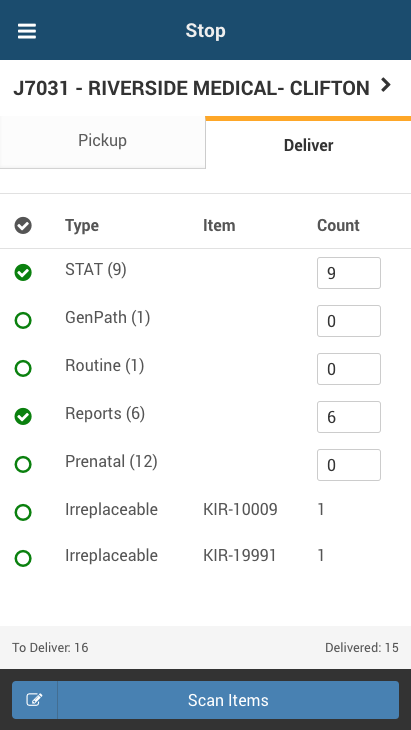 Stop
J7031 - RIVERSIDE MEDICAL- CLIFTON
Pickup
Deliver
Type Item Count
STAT (9) 9
GenPath (1) 0
Routine (1) 0
Reports (6) 6
Prenatal (12) 0
Irreplaceable KIR-10009 1
Irreplaceable KIR-19991 1
To Deliver: 16 Delivered: 15
Scan Items